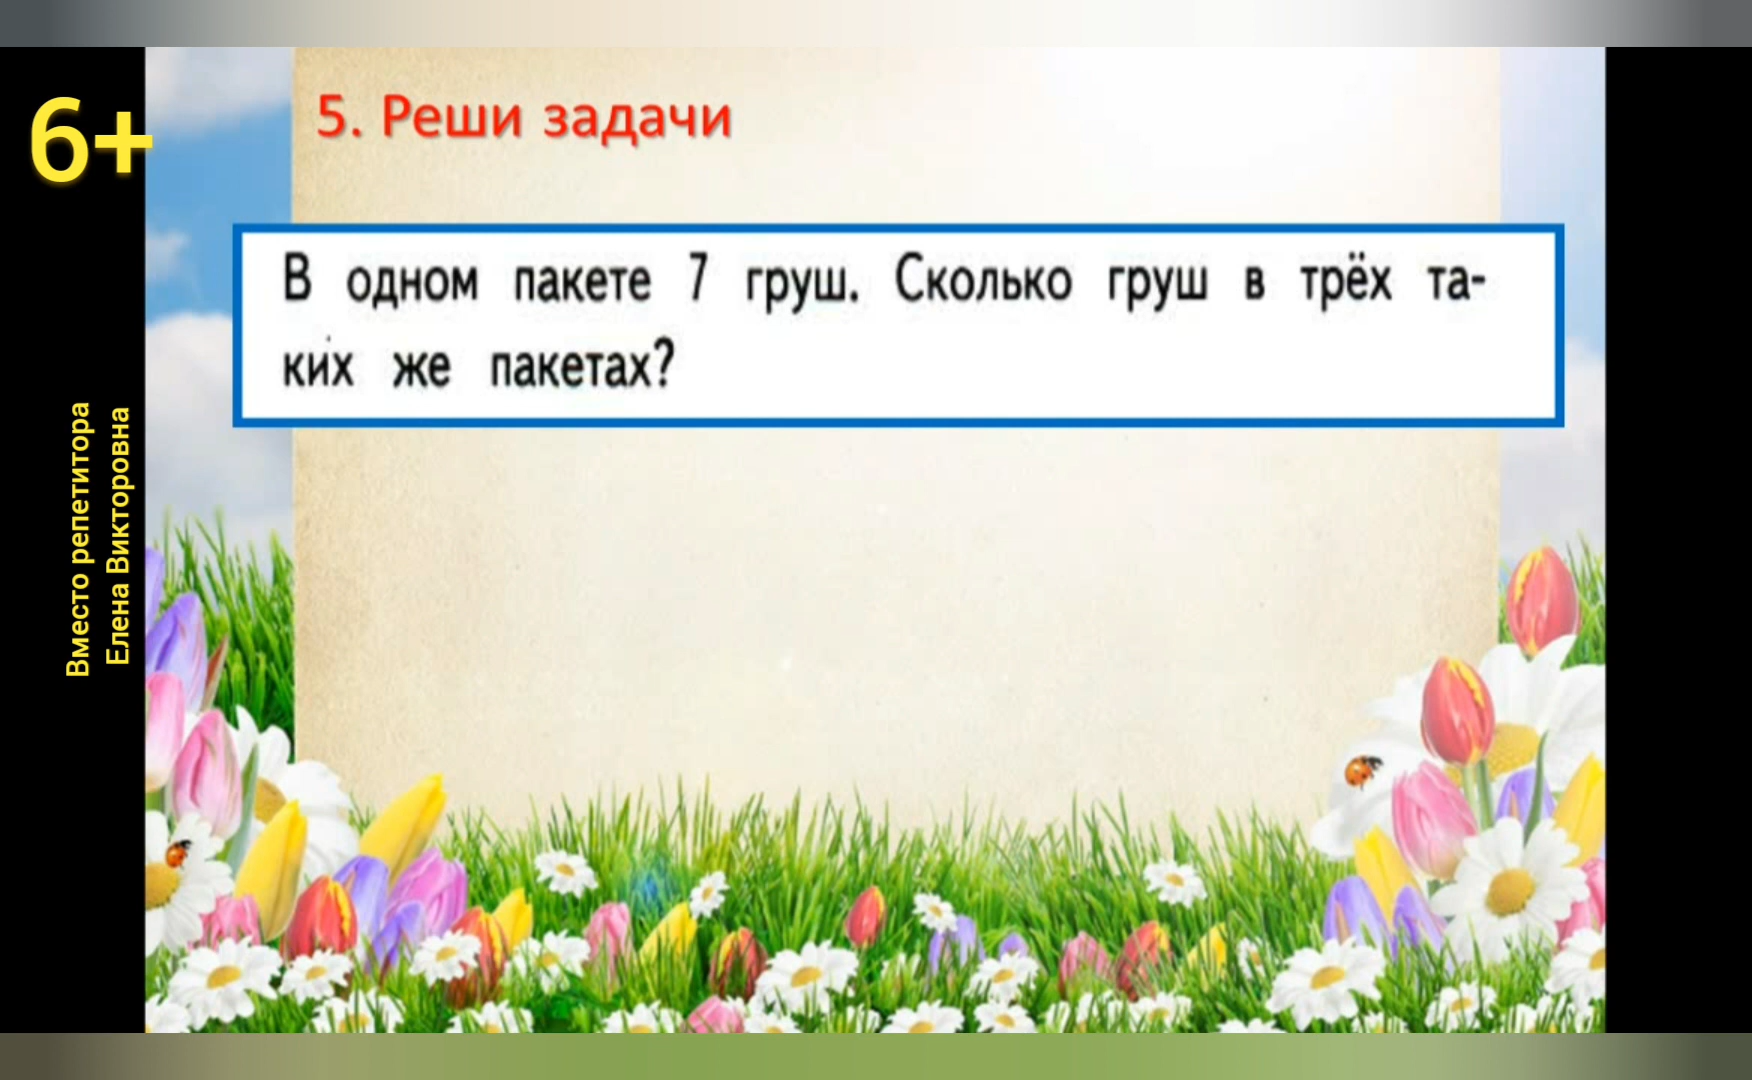 6+
5. Реши задачи
В одном пакете 7 груш. Сколько груш в трёх та-
ких же пакетах?
Вместо репетитора
Елена Викторовна